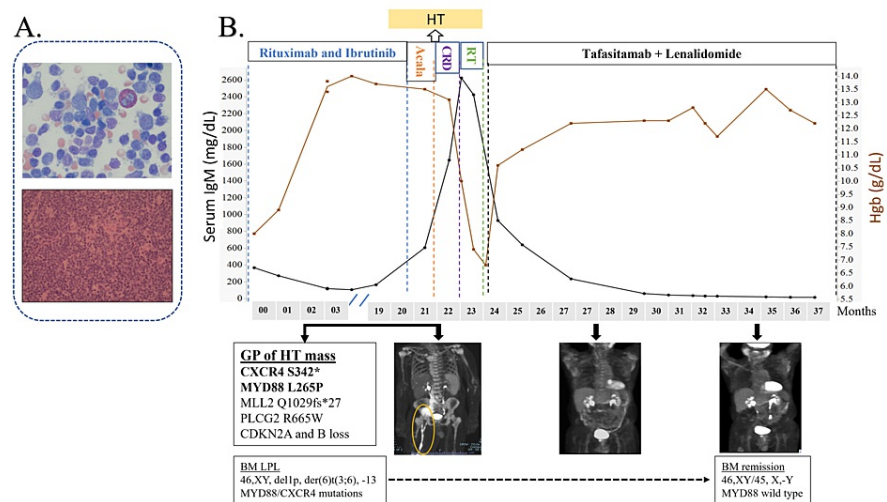 A.
B.
HT
Rituximab and Ibrutinib
Acala
CRD
RT
Tafasitamab + Lenalidomide
Serum IgM (mg/dL)
2600
2400
2200
2000
1800
1600
1400
1200
1000
800
600
400
200
0
14.0
13.5
13.0
12.5
12.0
11.5
11.0
10.5
10.0
9.5
9.0
8.5
8.0
7.5
7.0
6.5
6.0
5.5
Hgb (g/dL)
00 01 02 03 19 20 21 22 23 24 25 26 27 27 29 30 31 32 33 34 35 36 37 Months
GP of HT mass
CXCR4 S342*
MYD88 L265P
MLL2 Q1029fs*27
PLCG2 R665W
CDKN2A and B loss
BM LPL
46,XY, del1p, der(6)t(3;6), -13
MYD88/CXCR4 mutations
BM remission
46,XY/45, X,-Y
MYD88 wild type